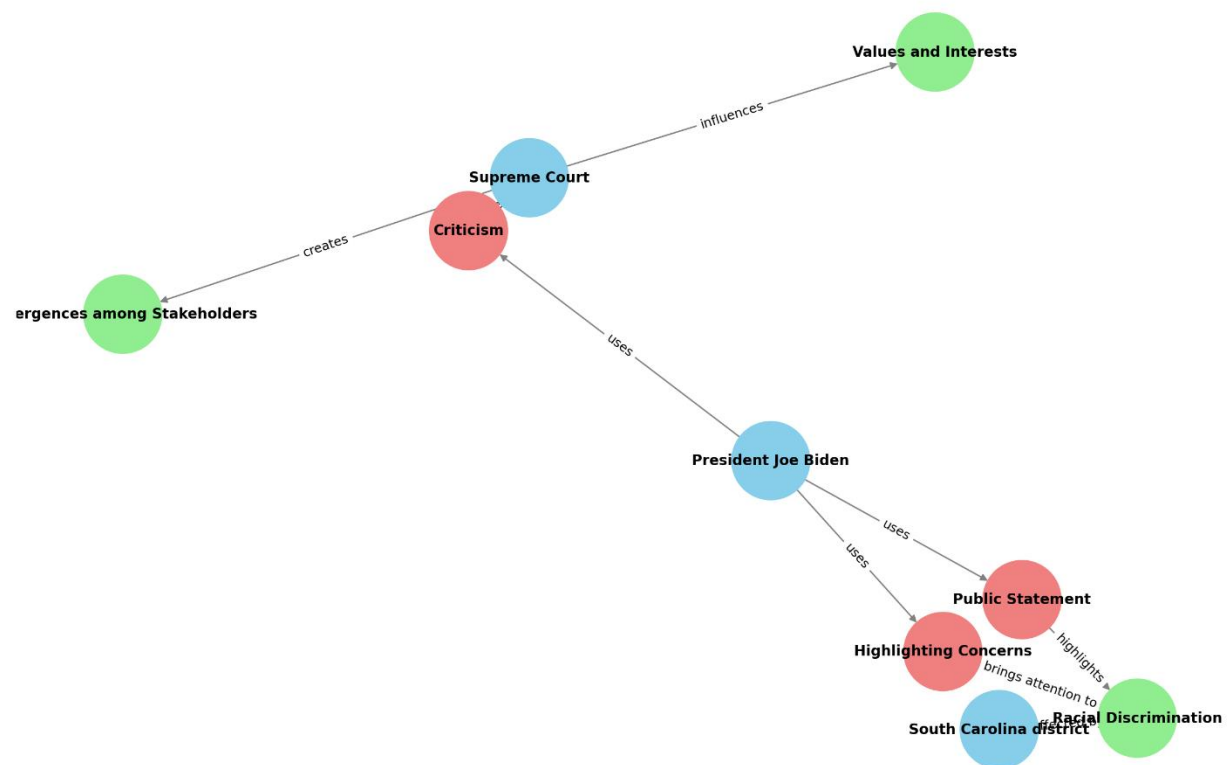 Values and Interests
influences
Supreme Court
Criticism
creates
ergences among Stakeholders
uses
President Joe Biden
uses
uses
Public Statement
highlights
Highlighting Concerns
brings attention to
Racial Discrimination
South Carolina district